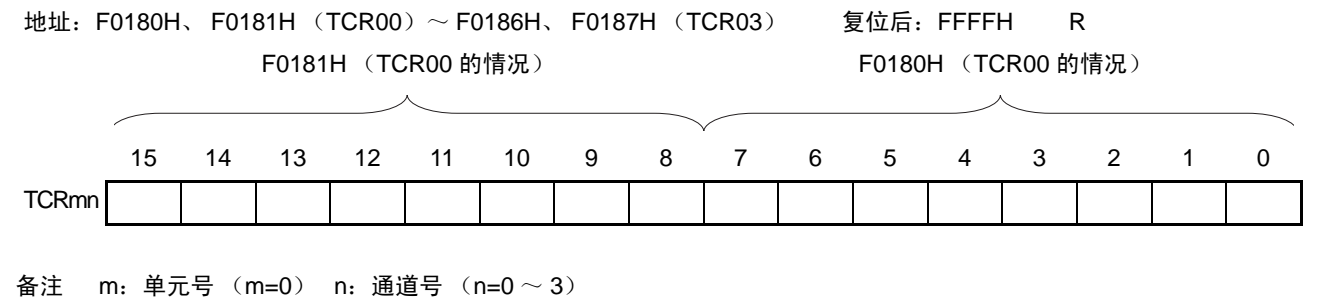 地址：F0180H、 F0181H （TCR00）～ F0186H、 F0187H （TCR03） 复位后：FFFFH R
F0181H （TCR00 的情况） F0180H （TCR00 的情况）
15 14 13 12 11 10 9 8 7 6 5 4 3 2 1 0
TCRmn
备注 m：单元号 （m=0） n：通道号 （n=0 ～ 3）